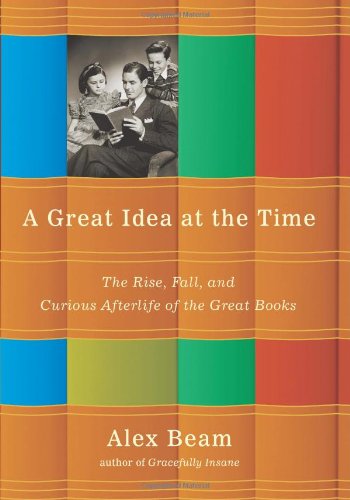 A Great Idea at the Time
The Rise, Fall, and
Curious Afterlife of the Great Books
Alex Beam
author of Gracefully Insane